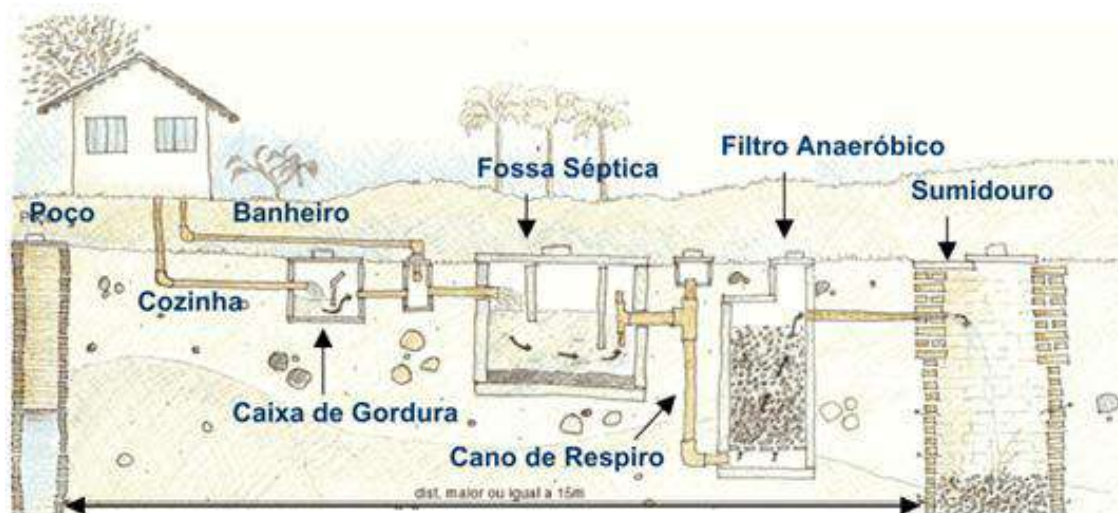 Fossa Séptica
Filtro Anaeróbico
Sumidouro
Poço
Banheiro
Cozinha
Caixa de Gordura
Cano de Respiro
dist, maior ou igual a 15m